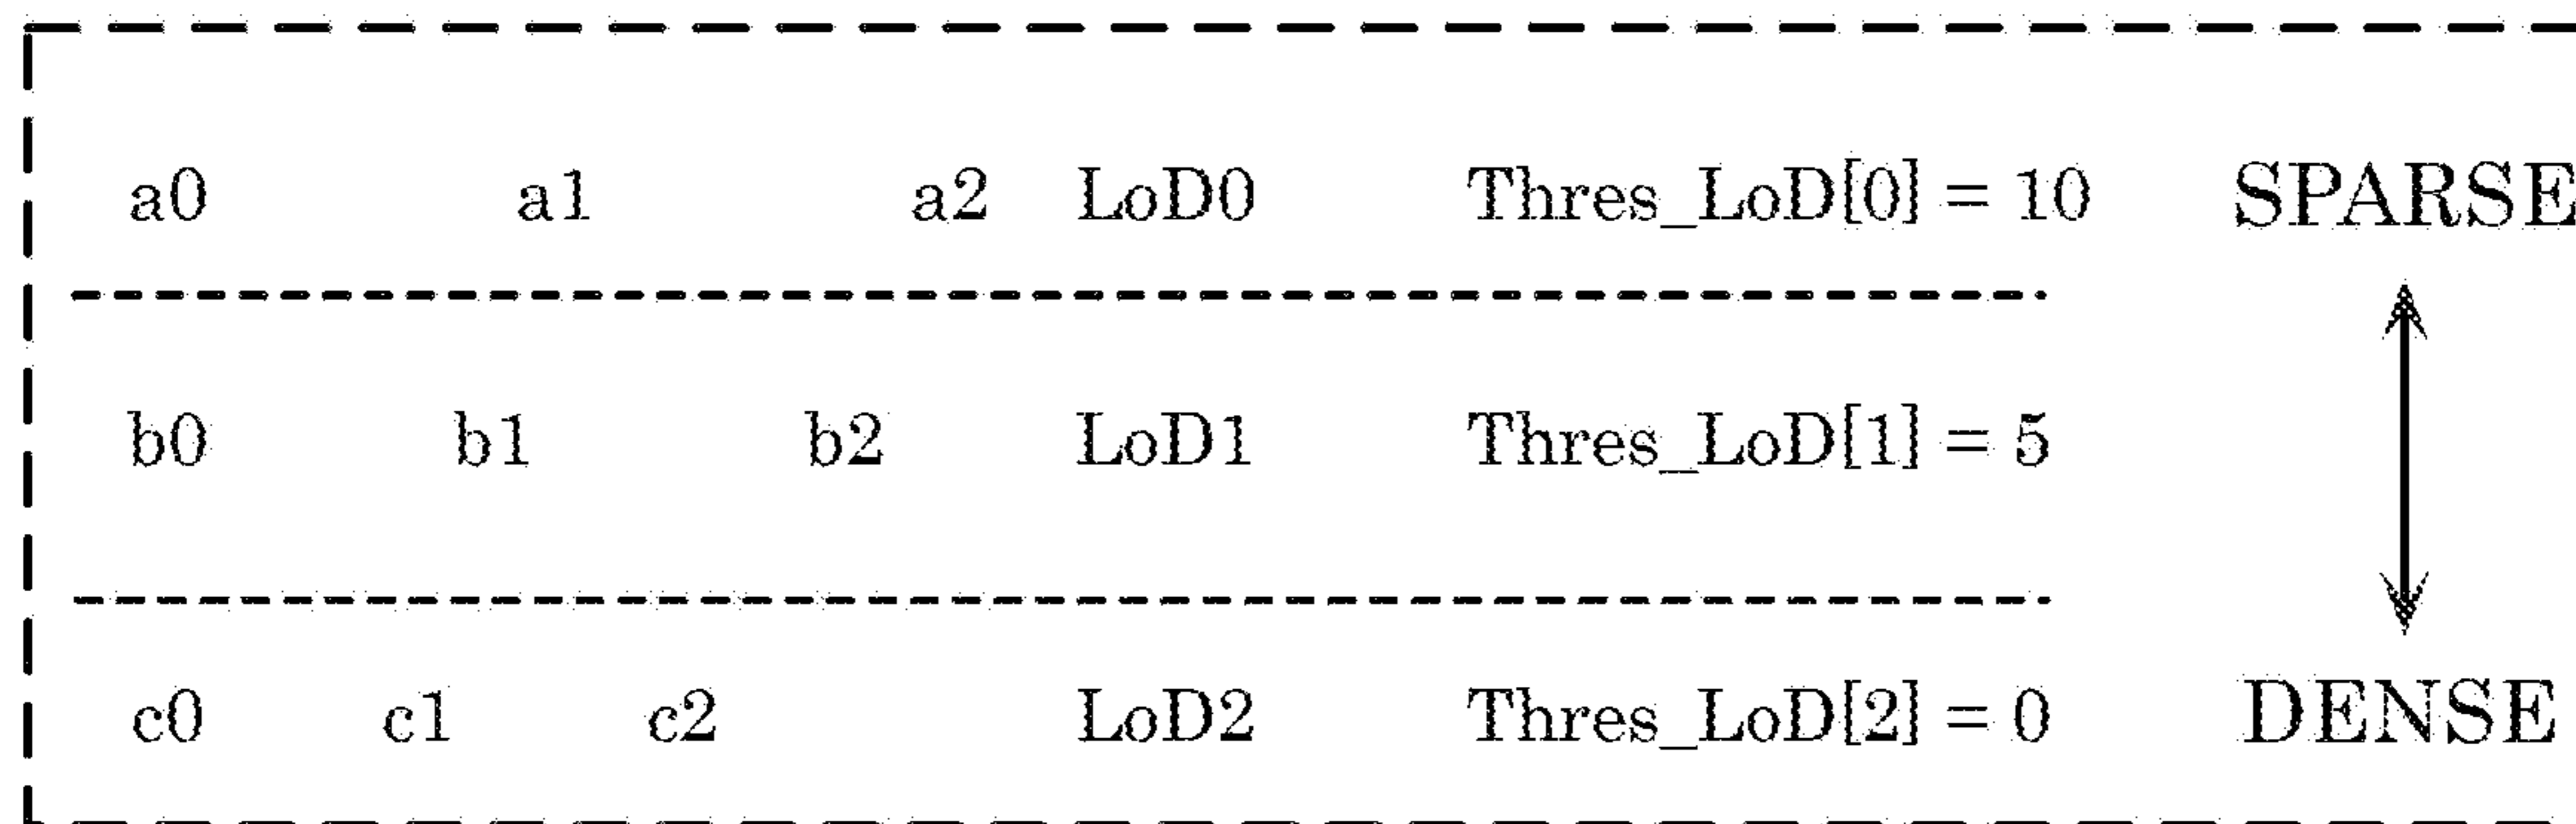 a0 a1 a2 LoD0 Thres_LoD[0] = 10 SPARSE
b0 b1 b2 LoD1 Thres_LoD[1] = 5
c0 c1 c2 LoD2 Thres_LoD[2] = 0 DENSE